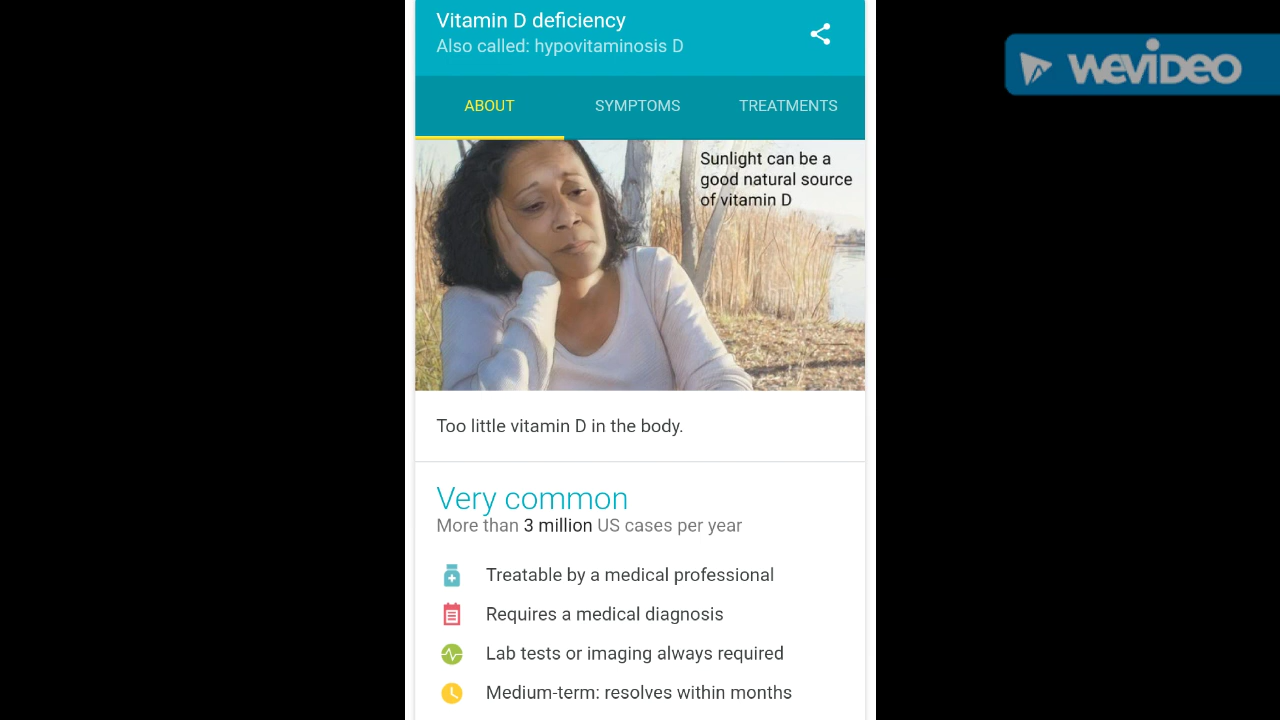 Vitamin D deficiency
Also called: hypovitaminosis D
WEVIDEO
ABOUT SYMPTOMS TREATMENTS
Sunlight can be a
good natural source
of vitamin D
Too little vitamin D in the body.
Very common
More than 3 million US cases per year
Treatable by a medical professional
Requires a medical diagnosis
Lab tests or imaging always required
Medium-term: resolves within months